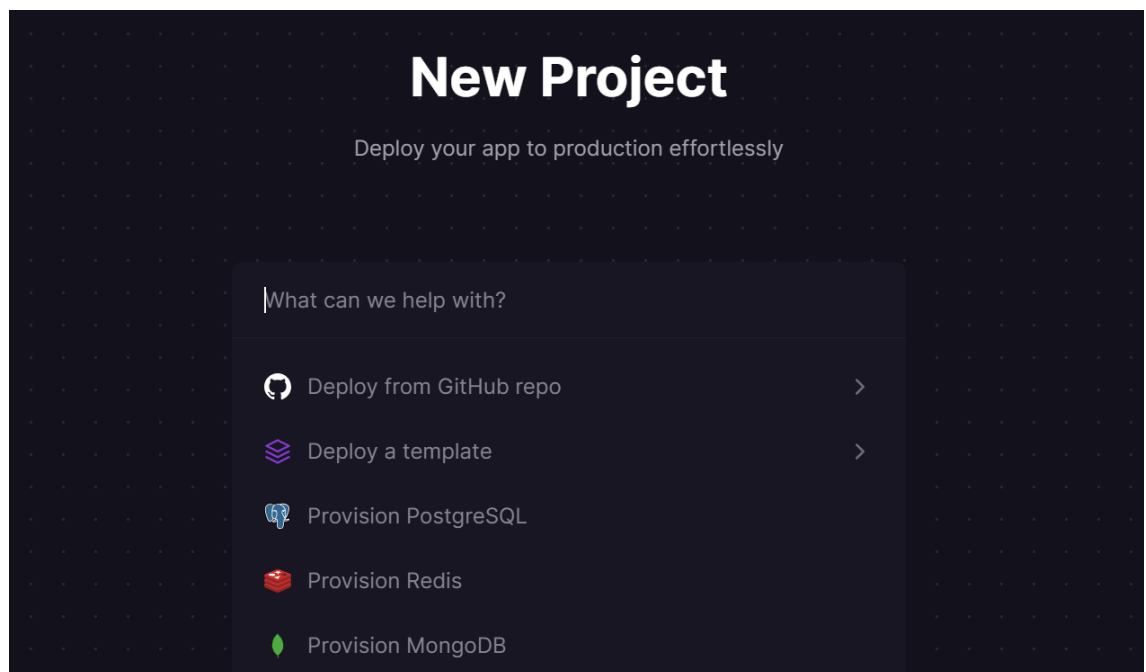 New Project
Deploy your app to production effortlessly
What can we help with?
Deploy from GitHub repo
Deploy a template
Provision PostgreSQL
Provision Redis
Provision MongoDB